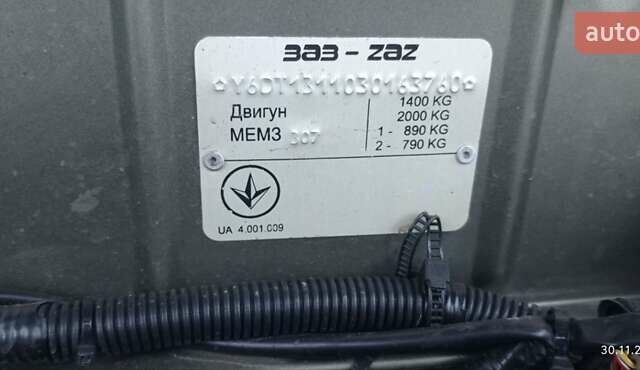 ЗАЗ - ZAZ
Y6DT1311030163760
Двигун
МЕМЗ 307
1400 KG
2000 KG
1 - 890 KG
2 - 790 KG
UA 4.001.009
auto
30.11.2